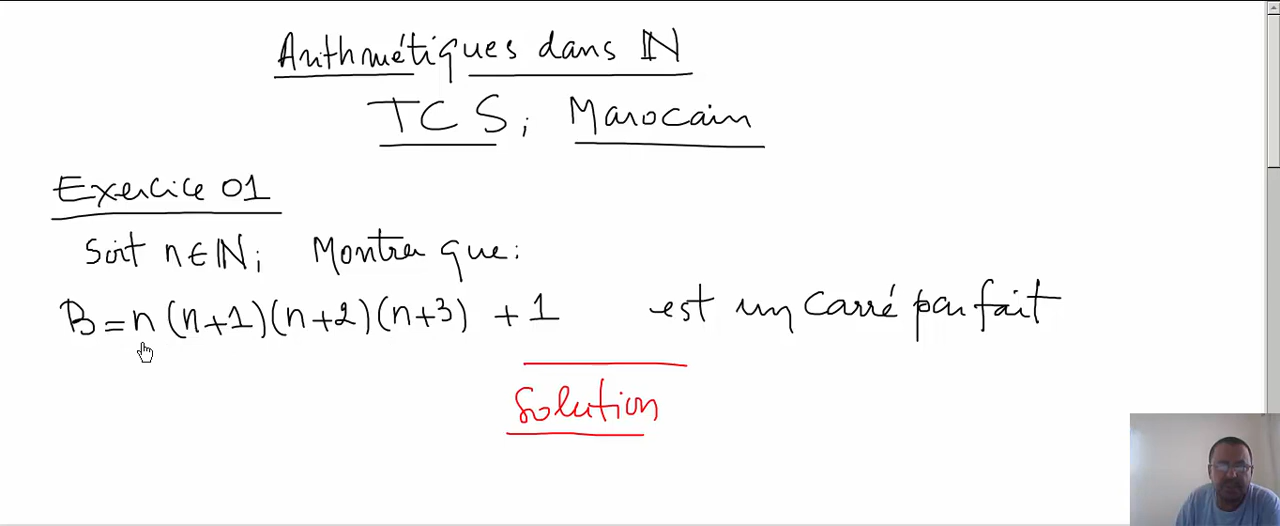 Arithmétiques dans ℕ
TCS; Marocain
Exercice 01
Soit n ∈ ℕ; Montrer que:
B = n (n+1)(n+2)(n+3) + 1 est un carré parfait
Solution